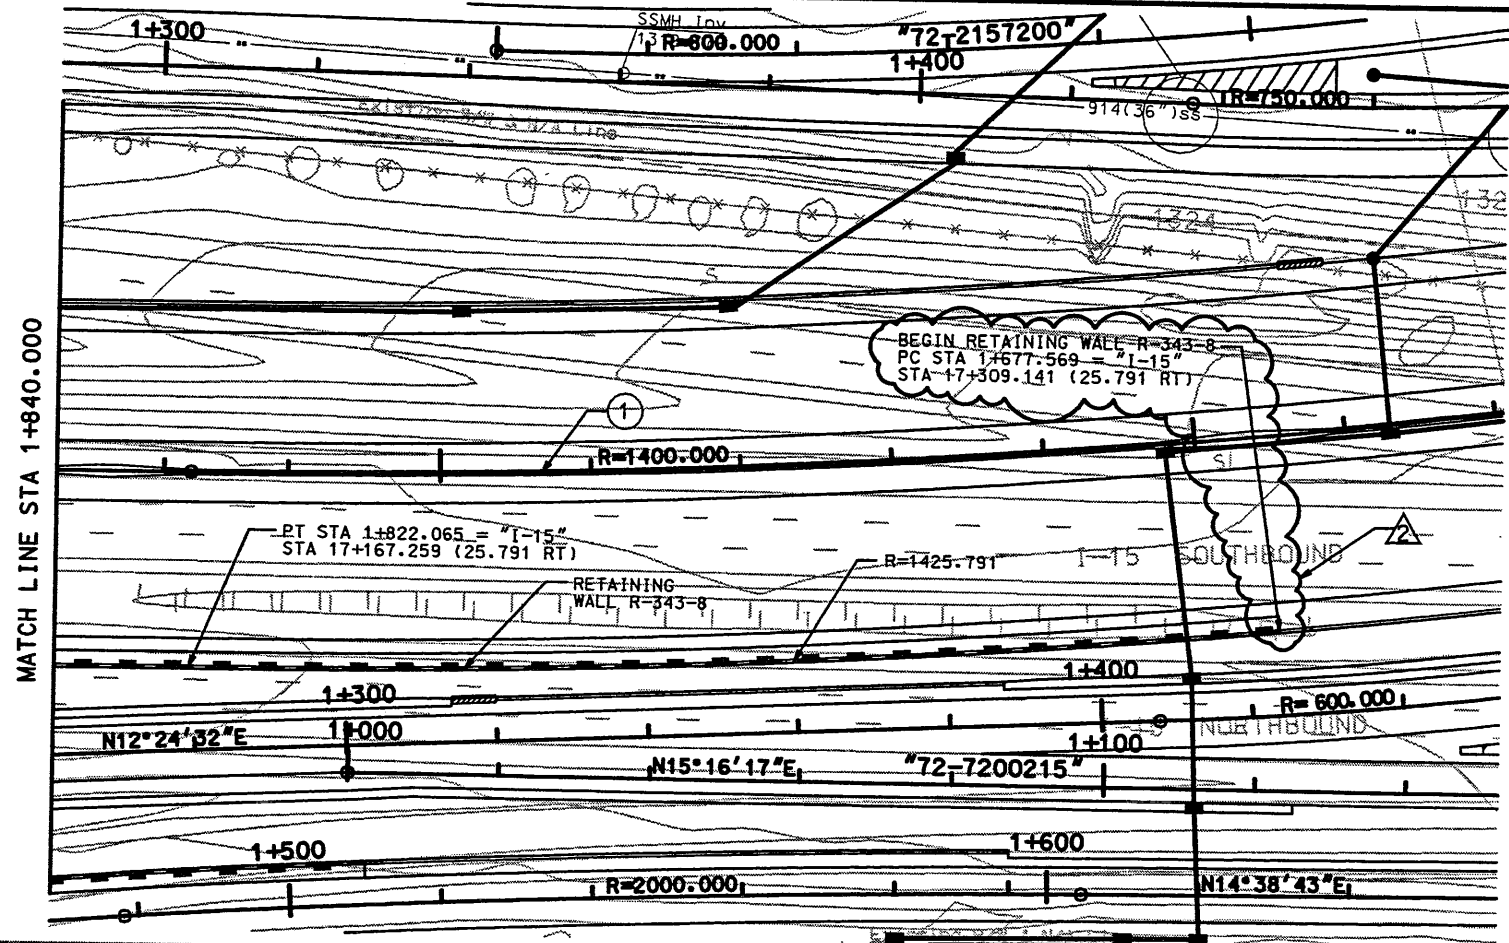 SSMH Inv
1+300
R=800.000
"72-2157200"
1+400
R=750.000
914(36")ss
1324
132
S
BEGIN RETAINING WALL R-343-8
PC STA 1+677.569 = "I-15"
STA 17+309.141 (25.791 RT)
1
R=1400.000
MATCH LINE STA 1+840.000
SI
PT STA 1+822.065 = "I-15"
STA 17+167.259 (25.791 RT)
R=1425.791
I-15 SOUTHBOUND
2
RETAINING
WALL R-343-8
1+300
1+400
R= 600.000
N12°24'32"E
1+000
NORTHBOUND
1+100
N15°16'17"E
"72-7200215"
1+500
1+600
R=2000.000
N14°38'43"E